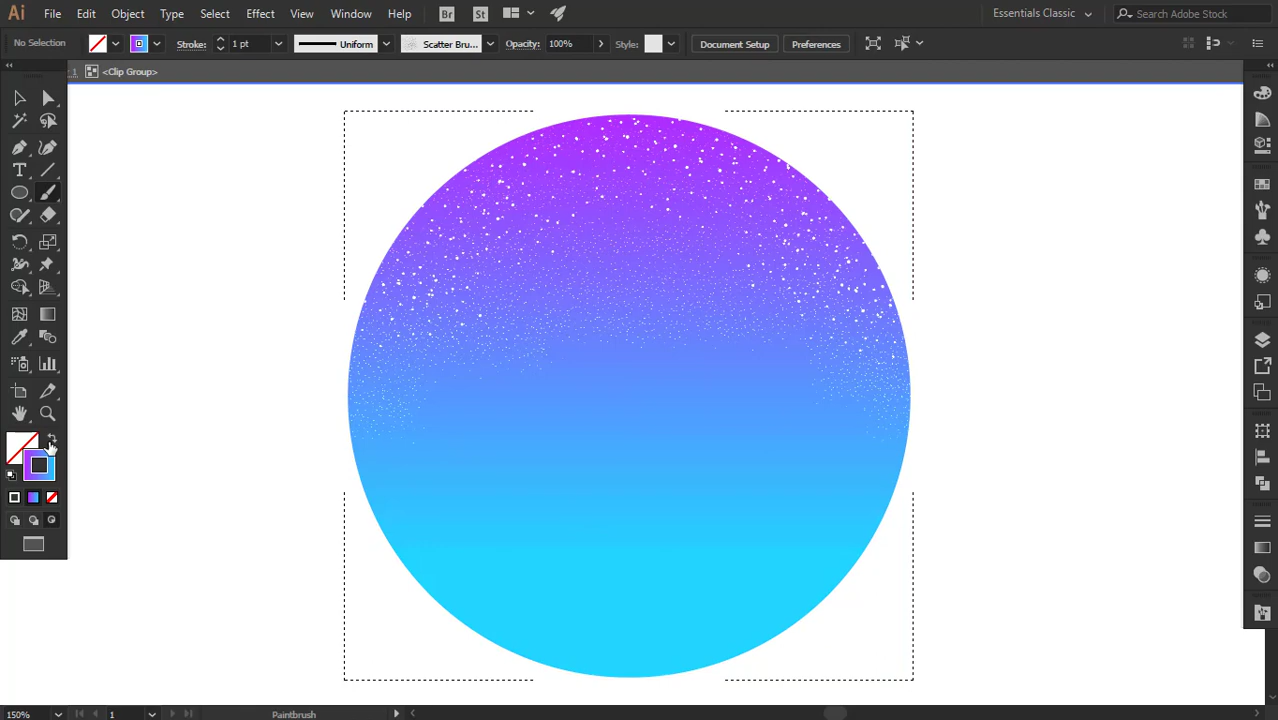 Ai File Edit Object Type Select Effect View Window Help Br St Essentials Classic Search Adobe Stock
No Selection Stroke: 1 pt Uniform Scatter Bru... Opacity: 100% Style: Document Setup Preferences
1 <Clip Group>
150% 1 Paintbrush